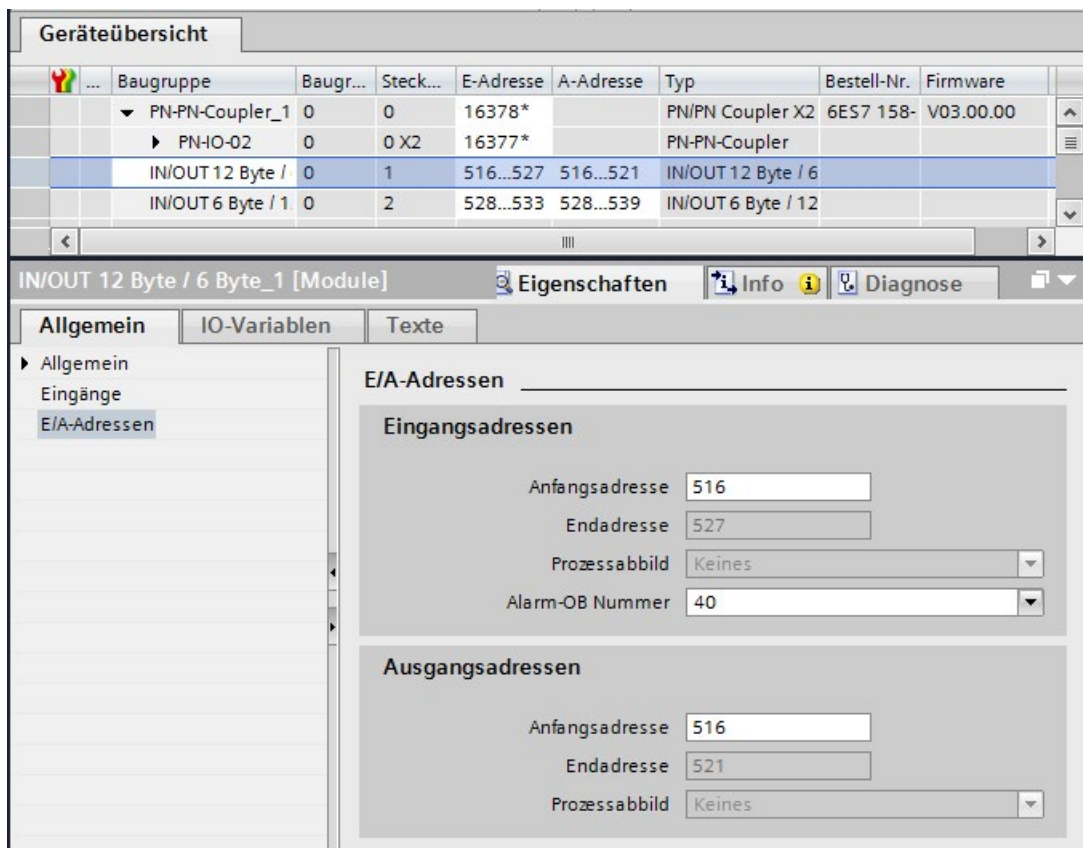 Geräteübersicht
... Baugruppe Baugr... Steck... E-Adresse A-Adresse Typ Bestell-Nr. Firmware
PN-PN-Coupler_1 0 0 16378* PN/PN Coupler X2 6ES7 158- V03.00.00
PN-IO-02 0 0 X2 16377* PN-PN-Coupler
IN/OUT 12 Byte / 0 1 516...527 516...521 IN/OUT 12 Byte / 6
IN/OUT 6 Byte / 1 0 2 528...533 528...539 IN/OUT 6 Byte / 12
IN/OUT 12 Byte / 6 Byte_1 [Module] Eigenschaften Info Diagnose
Allgemein IO-Variablen Texte
Allgemein
Eingänge
E/A-Adressen
E/A-Adressen
Eingangsadressen
Anfangsadresse 516
Endadresse 527
Prozessabbild Keines
Alarm-OB Nummer 40
Ausgangsadressen
Anfangsadresse 516
Endadresse 521
Prozessabbild Keines